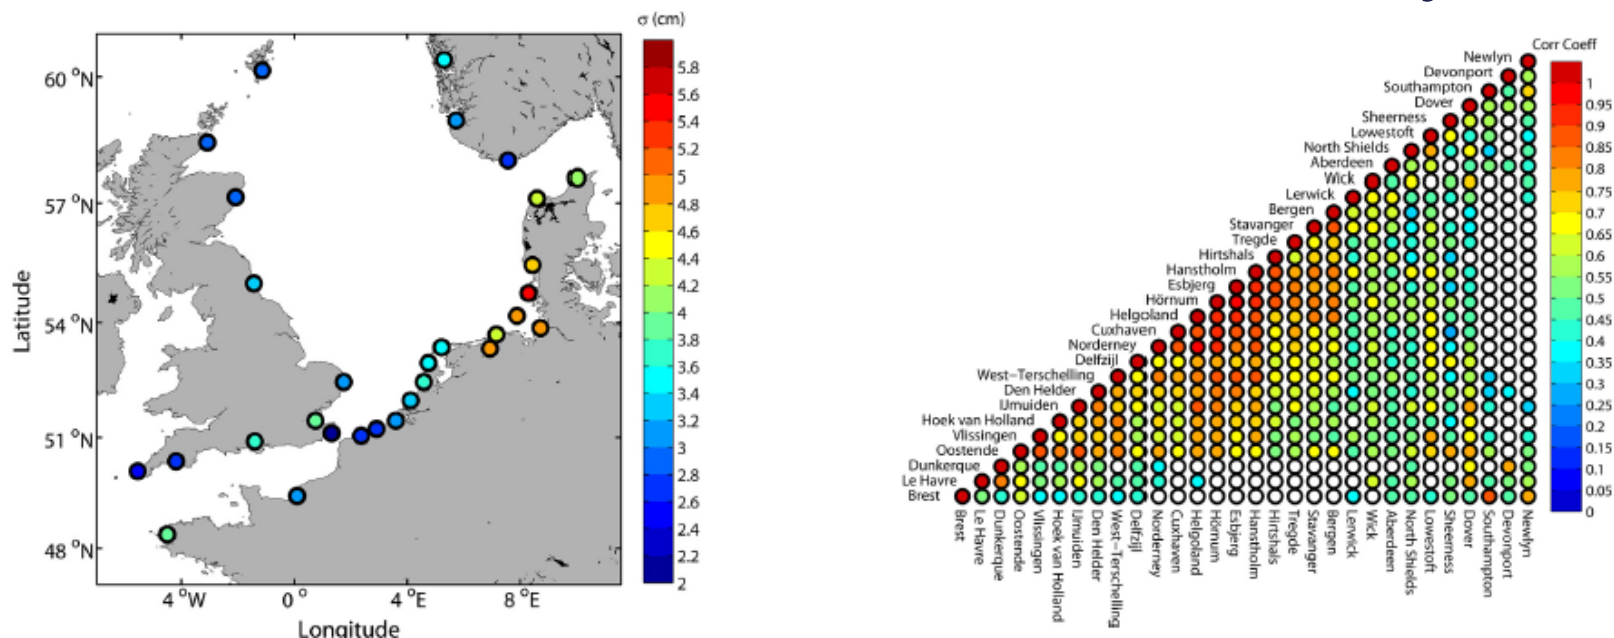 σ (cm)
5.8
5.6
5.4
5.2
5
4.8
4.6
4.4
4.2
4
3.8
3.6
3.4
3.2
3
2.8
2.6
2.4
2.2
2
60 °N
57 °N
54 °N
51 °N
48 °N
Latitude
4 °W
0 °
4 °E
8 °E
Longitude
Corr Coeff
Newlyn
Devonport
Southampton
Dover
Sheerness
Lowestoft
North Shields
Aberdeen
Wick
Lerwick
Bergen
Stavanger
Tregde
Hirtshals
Hanstholm
Esbjerg
Hörnum
Helgoland
Cuxhaven
Norderney
Delfzijl
West−Terschelling
Den Helder
IJmuiden
Hoek van Holland
Vlissingen
Oostende
Dunkerque
Le Havre
Brest
Brest
Le Havre
Dunkerque
Oostende
Vlissingen
Hoek van Holland
IJmuiden
Den Helder
West−Terschelling
Delfzijl
Norderney
Cuxhaven
Helgoland
Hörnum
Esbjerg
Hanstholm
Hirtshals
Tregde
Stavanger
Bergen
Lerwick
Wick
Aberdeen
North Shields
Lowestoft
Sheerness
Dover
Southampton
Devonport
Newlyn
1
0.95
0.9
0.85
0.8
0.75
0.7
0.65
0.6
0.55
0.5
0.45
0.4
0.35
0.3
0.25
0.2
0.15
0.1
0.05
0